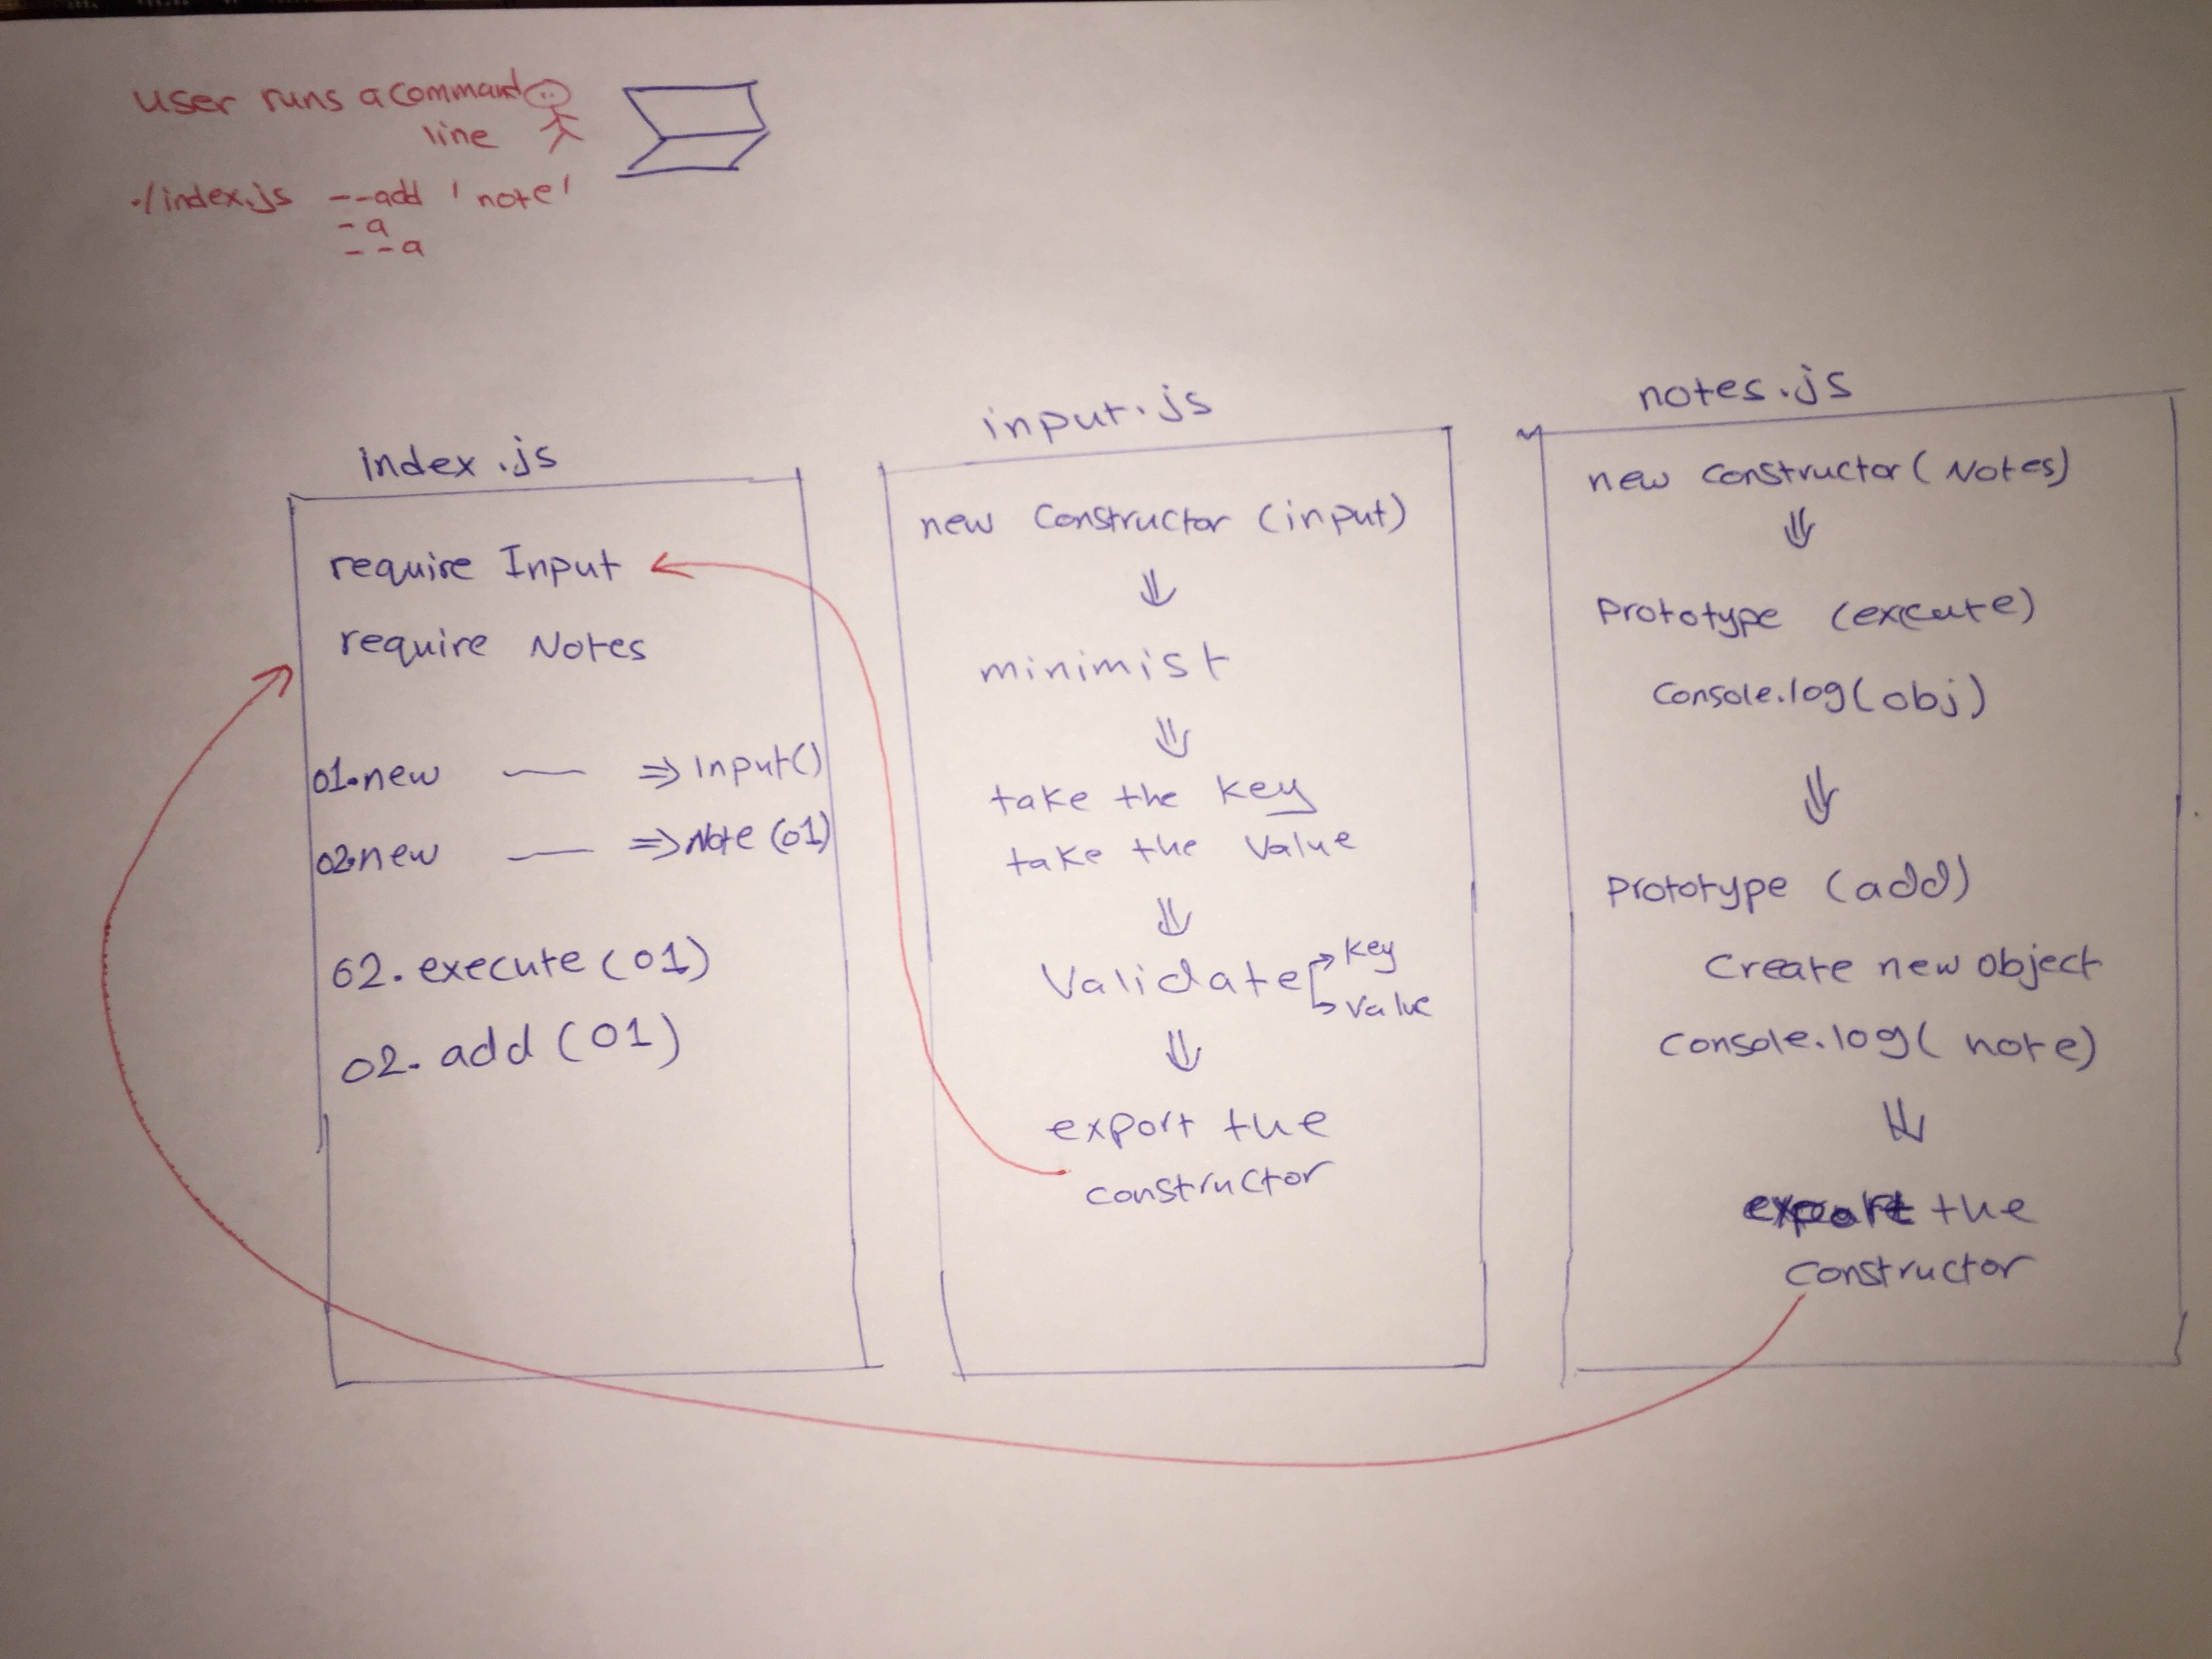 user runs a command
line
./index.js --add 'note'
-a
--a
index.js
require Input
require Notes
o1.new — => input()
o2.new — => Note (o1)
o2.execute (o1)
o2.add (o1)
input.js
new constructor (input)
minimist
take the key
take the value
Validate
key
value
export the
constructor
notes.js
new constructor (Notes)
prototype (execute)
console.log(obj)
prototype (add)
Create new object
console.log(note)
export the
constructor